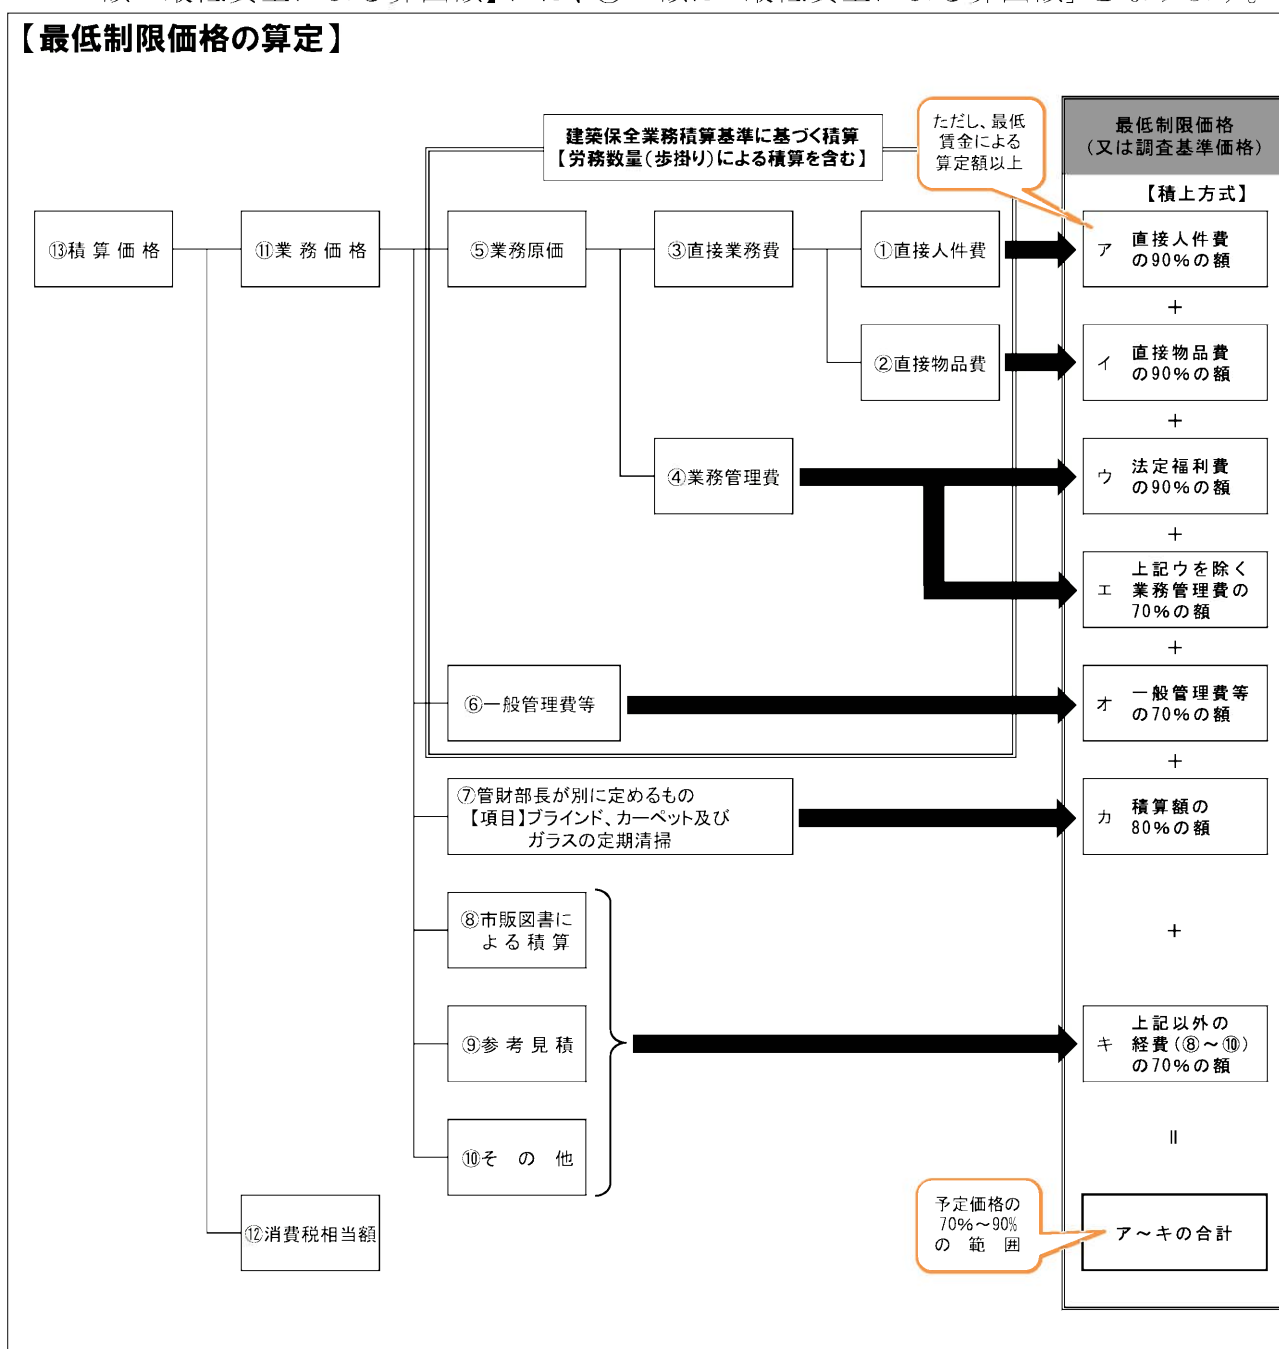 【最低制限価格の算定】
建築保全業務積算基準に基づく積算
【労務数量(歩掛り)による積算を含む】
ただし、最低
賃金による
算定額以上
最低制限価格
(又は調査基準価格)
【積上方式】
⑬積算価格
⑪業務価格
⑤業務原価
③直接業務費
①直接人件費
ア 直接人件費
の90%の額
+
②直接物品費
イ 直接物品費
の90%の額
+
④業務管理費
ウ 法定福利費
の90%の額
+
エ 上記ウを除く
業務管理費の
70%の額
+
⑥一般管理費等
オ 一般管理費等
の70%の額
+
⑦管財部長が別に定めるもの
【項目】ブラインド、カーペット及び
ガラスの定期清掃
カ 積算額の
80%の額
⑧市販図書に
よる積算
+
⑨参考見積
キ 上記以外の
経費(⑧~⑩)
の70%の額
⑩その他
=
⑫消費税相当額
予定価格の
70%~90%
の範囲
ア~キの合計